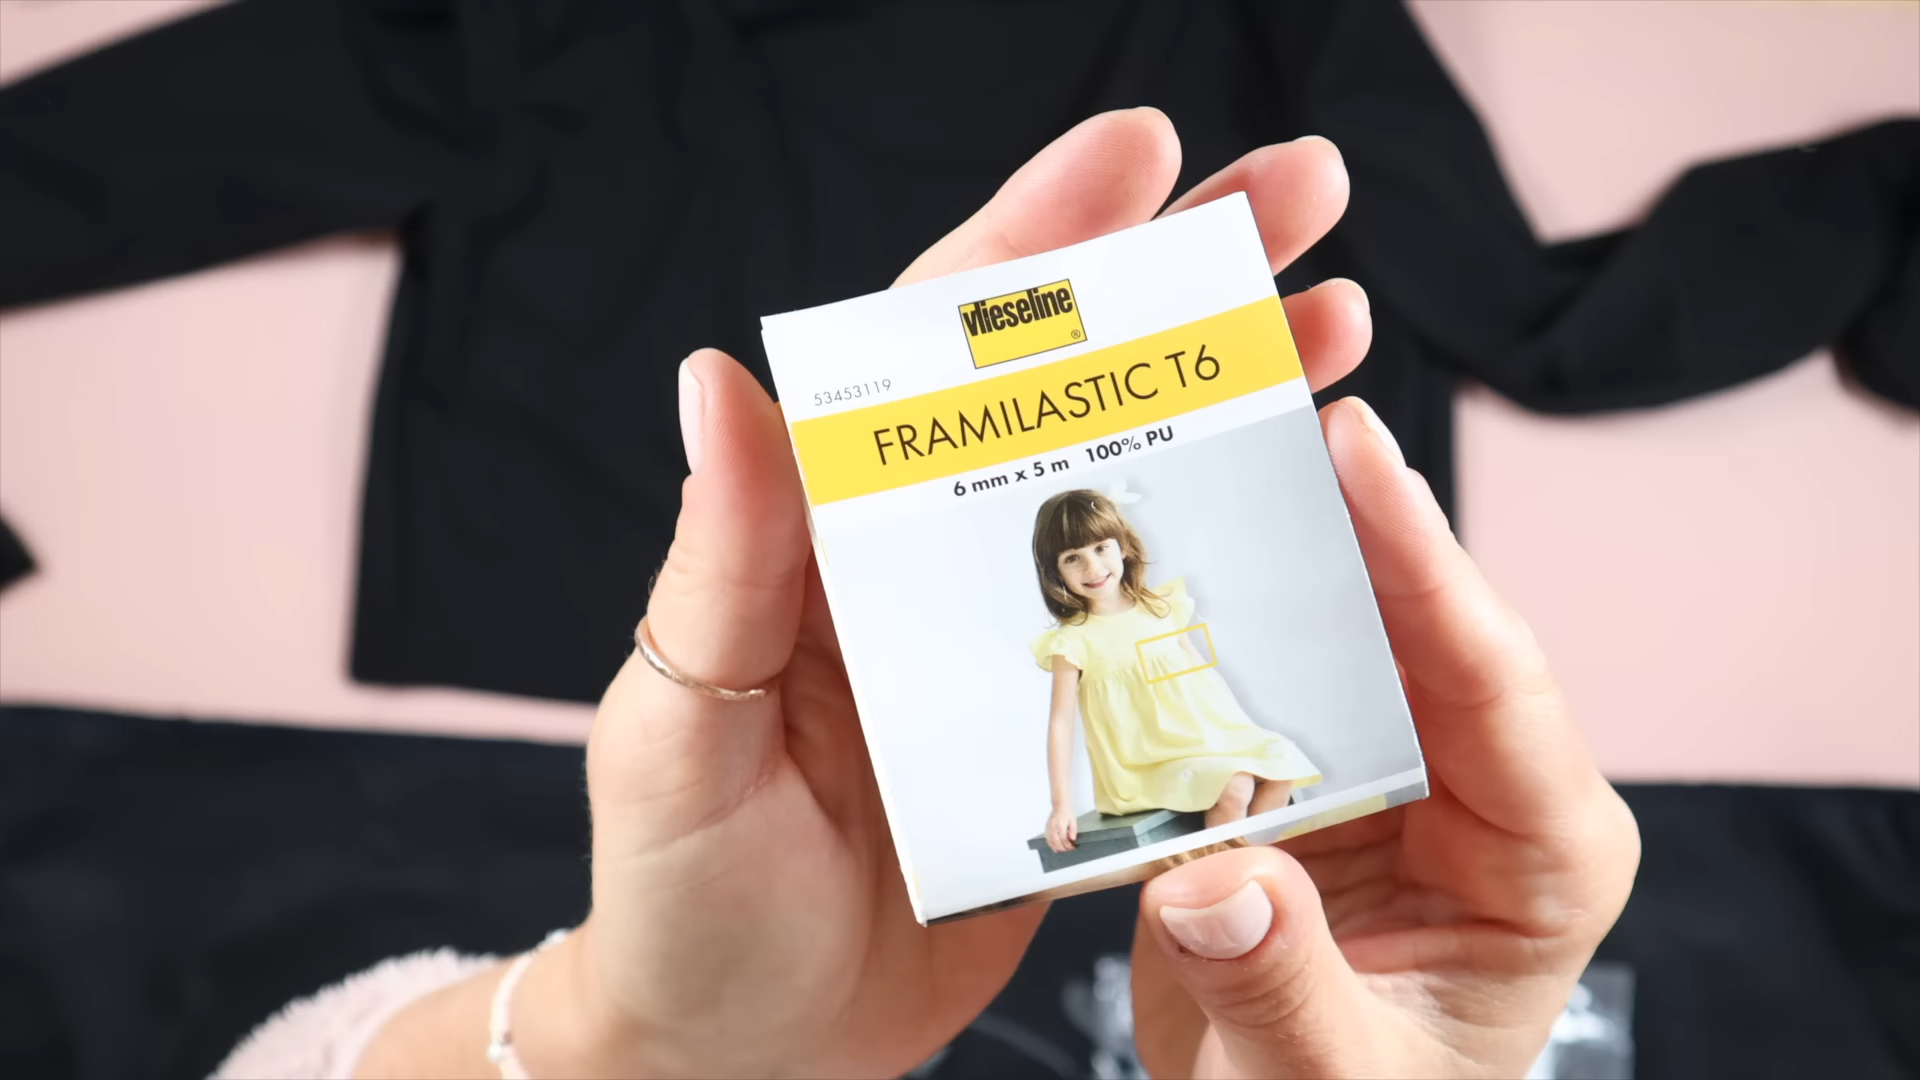 vlieseline
®
53453119
FRAMILASTIC T6
6 mm x 5 m 100% PU